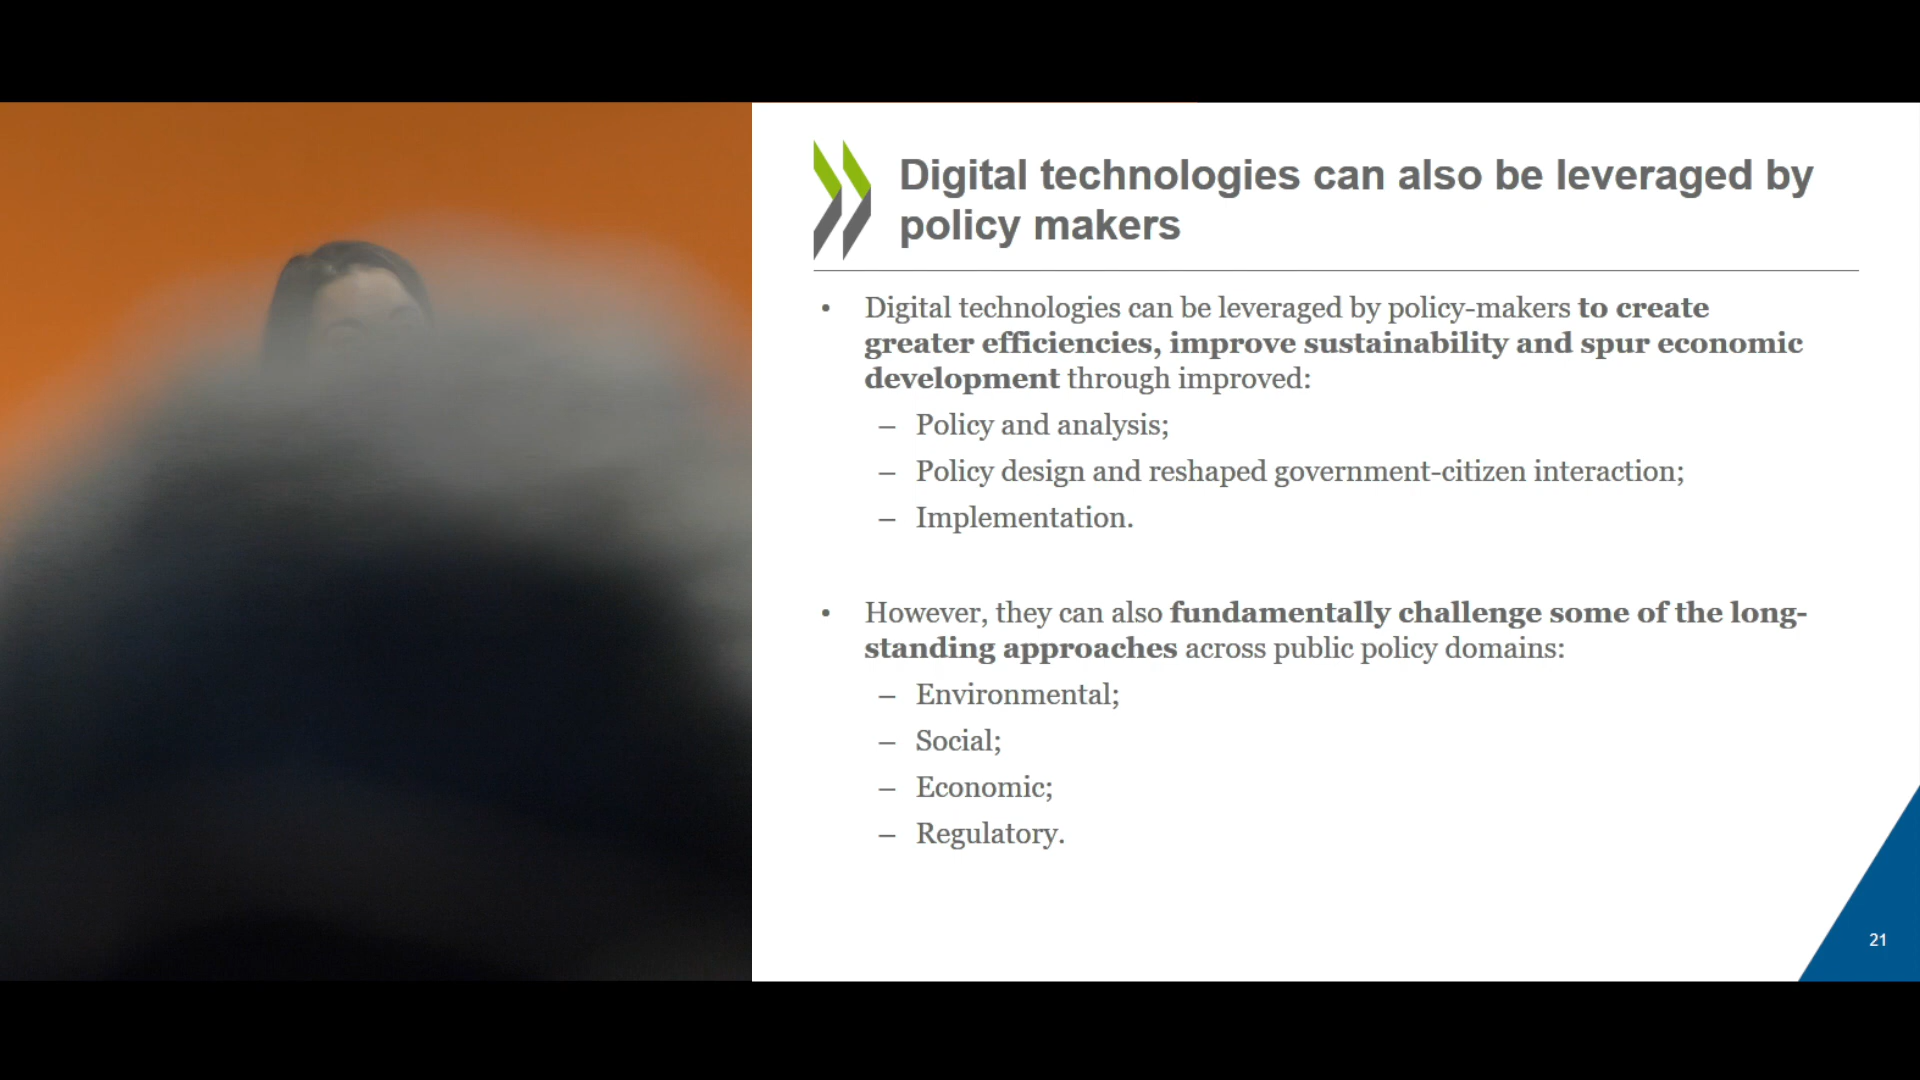 Digital technologies can also be leveraged by
policy makers
• Digital technologies can be leveraged by policy-makers to create
greater efficiencies, improve sustainability and spur economic
development through improved:
– Policy and analysis;
– Policy design and reshaped government-citizen interaction;
– Implementation.
• However, they can also fundamentally challenge some of the long-
standing approaches across public policy domains:
– Environmental;
– Social;
– Economic;
– Regulatory.
21